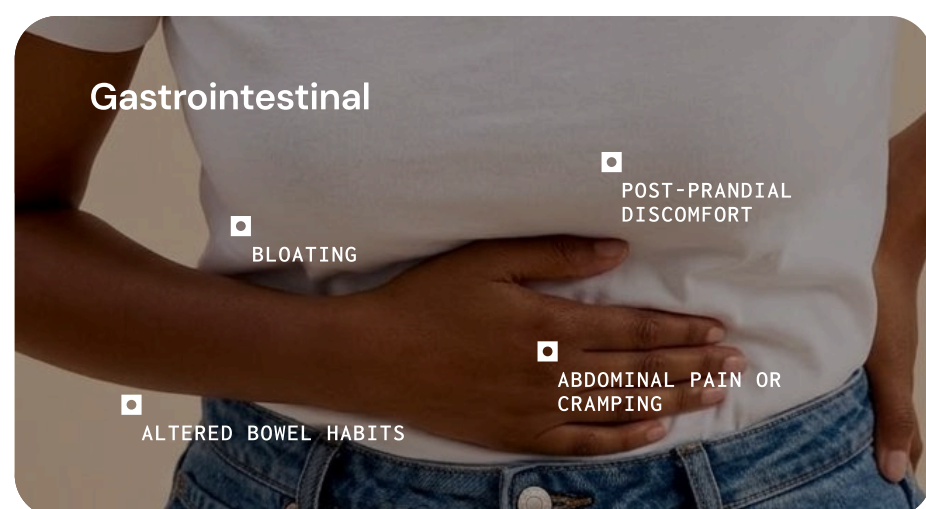 Gastrointestinal
POST-PRANDIAL
DISCOMFORT
BLOATING
ABDOMINAL PAIN OR
CRAMPING
ALTERED BOWEL HABITS